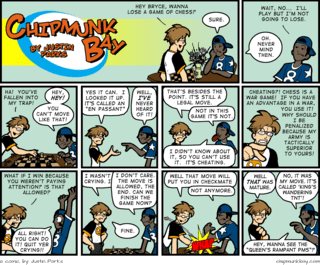 CHIPMUNK
BAY
BY JUSTIN
PARKS
HEY BRYCE, WANNA
LOSE A GAME OF CHESS?
SURE.
WAIT, NO... I'LL
PLAY BUT I'M NOT
GOING TO LOSE.
OH.
NEVER
MIND
THEN.
HA! YOU'VE
FALLEN INTO
MY TRAP!
HEY,
HEY!
YOU
CAN'T MOVE
LIKE THAT!
YES IT CAN. I
LOOKED IT UP.
IT'S CALLED AN
"EN PASSANT"
WELL,
I'VE
NEVER
HEARD
OF IT!
THAT'S BESIDES THE
POINT. IT'S STILL A
LEGAL MOVE.
NOT IN
THIS GAME
IT'S NOT.
I DIDN'T KNOW ABOUT
IT, SO YOU CAN'T USE
IT. IT'S CHEATING.
CHEATING?! CHESS IS A
WAR GAME! IF YOU HAVE
AN ADVANTAGE IN A WAR,
YOU USE IT!
WHY SHOULD
I BE
PENALIZED
BECAUSE MY
ARMY IS
TACTICALLY
SUPERIOR
TO YOURS!
WHAT IF I WIN BECAUSE
YOU WEREN'T PAYING
ATTENTION? IS THAT
ALLOWED?
ALL RIGHT!
YOU CAN DO
IT! QUIT YER
CRYING!
I WASN'T
CRYING. I
I DON'T CARE.
THE MOVE IS
ALLOWED,
THE END. CAN WE
FINISH THE
GAME NOW?
FINE.
WELL THAT MOVE WILL
PUT YOU IN CHECKMATE
NOT ANYMORE.
WELL
THAT WAS
MATURE.
NO, IT WAS
MY MOVE. IT'S
CALLED 'KING'S
WANDERING
TNT'!
HEY, WANNA SEE THE
"QUEEN'S RAMPANT PMS"?
comic by Justin Parks
chipmunkbay.com